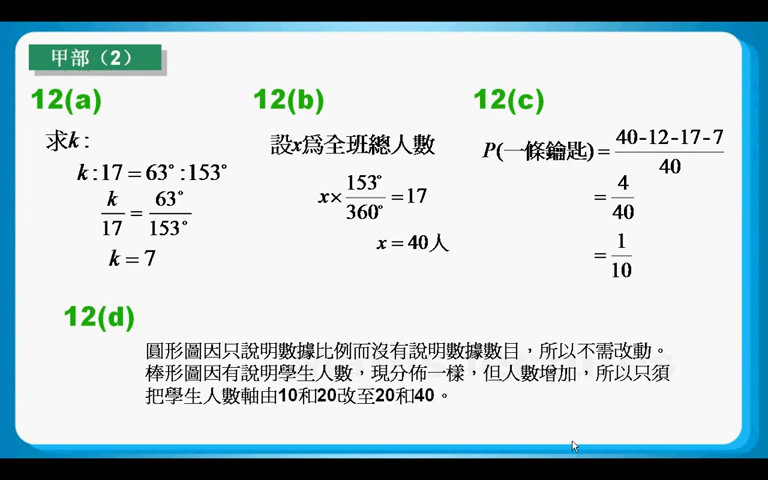 甲部（2）
12(a)
求k:
k:17=63°:153°
k/17=63°/153°
k=7
12(b)
設x爲全班總人數
x×153°/360°=17
x=40人
12(c)
P(一條鑰匙)=40-12-17-7/40
=4/40
=1/10
12(d)
圓形圖因只說明數據比例而沒有說明數據數目，所以不需改動。
棒形圖因有說明學生人數，現分佈一樣，但人數增加，所以只須
把學生人數軸由10和20改至20和40。